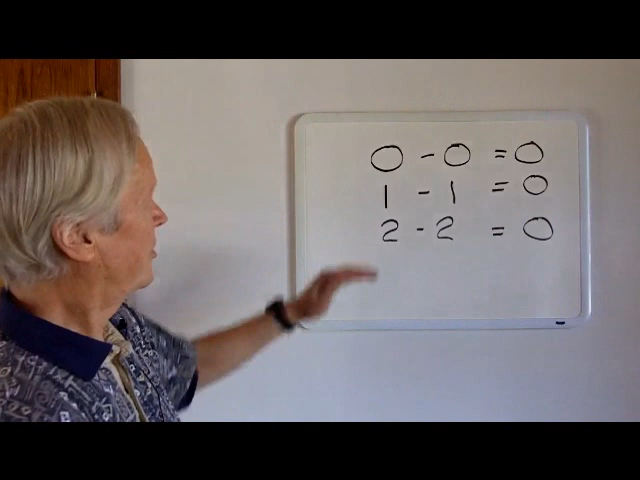 0 - 0 = 0
1 - 1 = 0
2 - 2 = 0